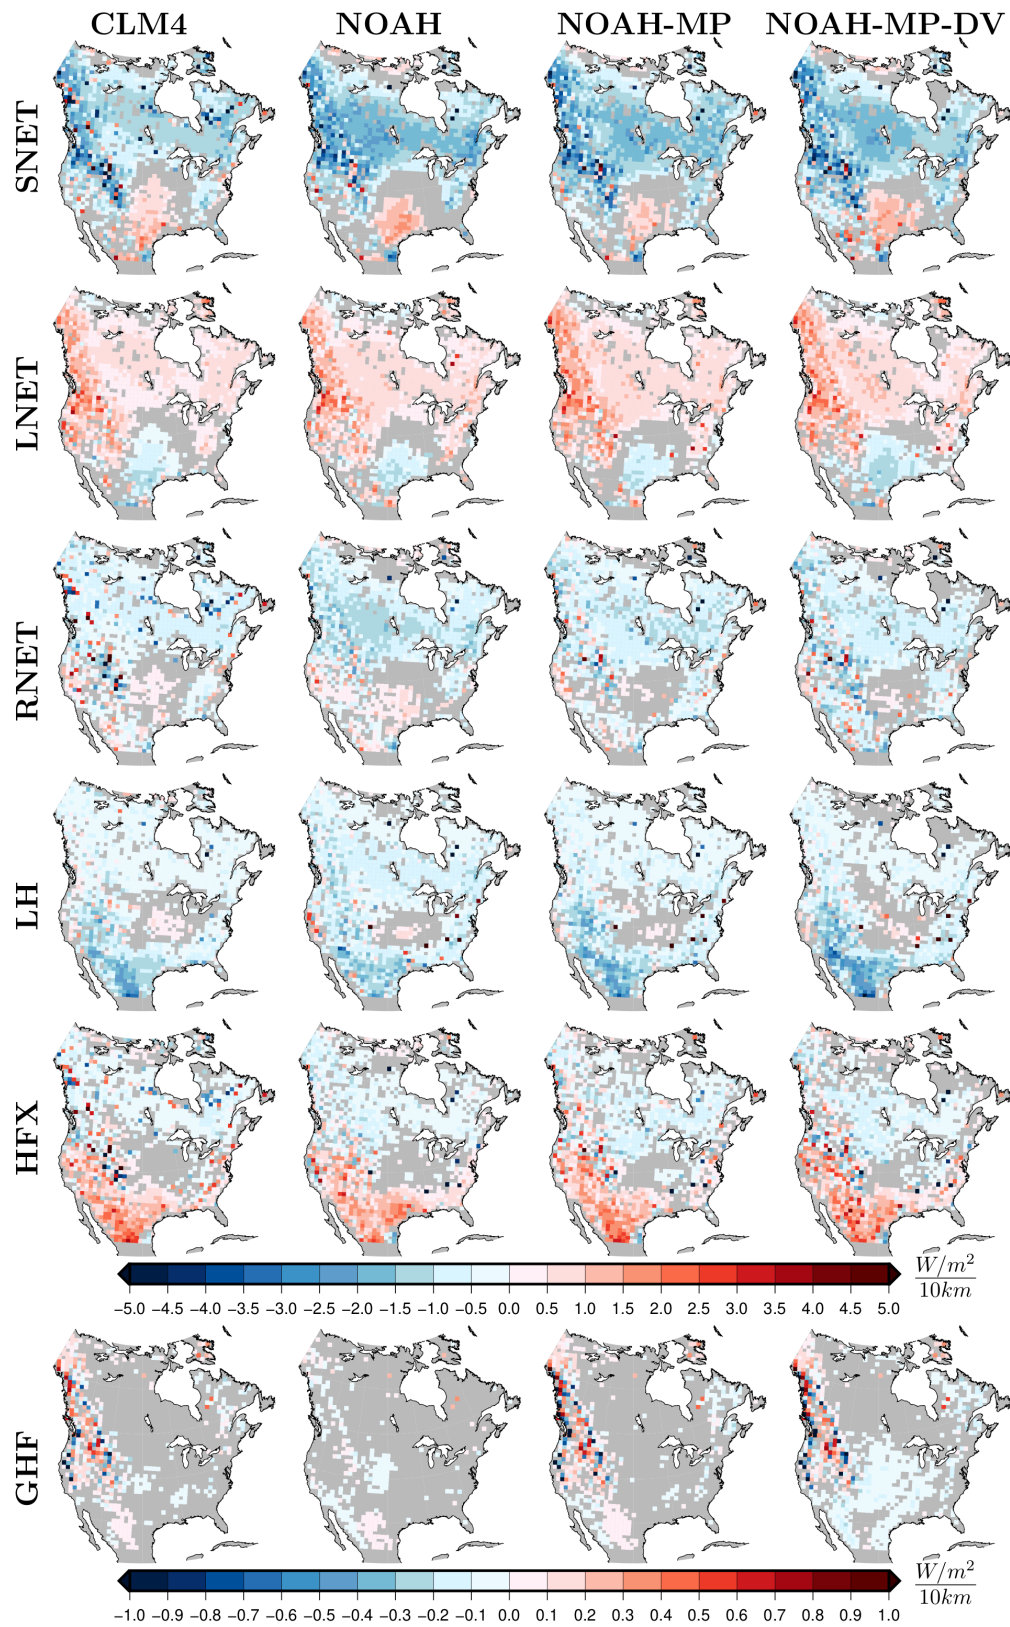 CLM4 NOAH NOAH-MP NOAH-MP-DV
SNET
LNET
RNET
LH
HFX
−5.0 −4.5 −4.0 −3.5 −3.0 −2.5 −2.0 −1.5 −1.0 −0.5 0.0 0.5 1.0 1.5 2.0 2.5 3.0 3.5 4.0 4.5 5.0
W/m²
10km
GHF
−1.0 −0.9 −0.8 −0.7 −0.6 −0.5 −0.4 −0.3 −0.2 −0.1 0.0 0.1 0.2 0.3 0.4 0.5 0.6 0.7 0.8 0.9 1.0
W/m²
10km